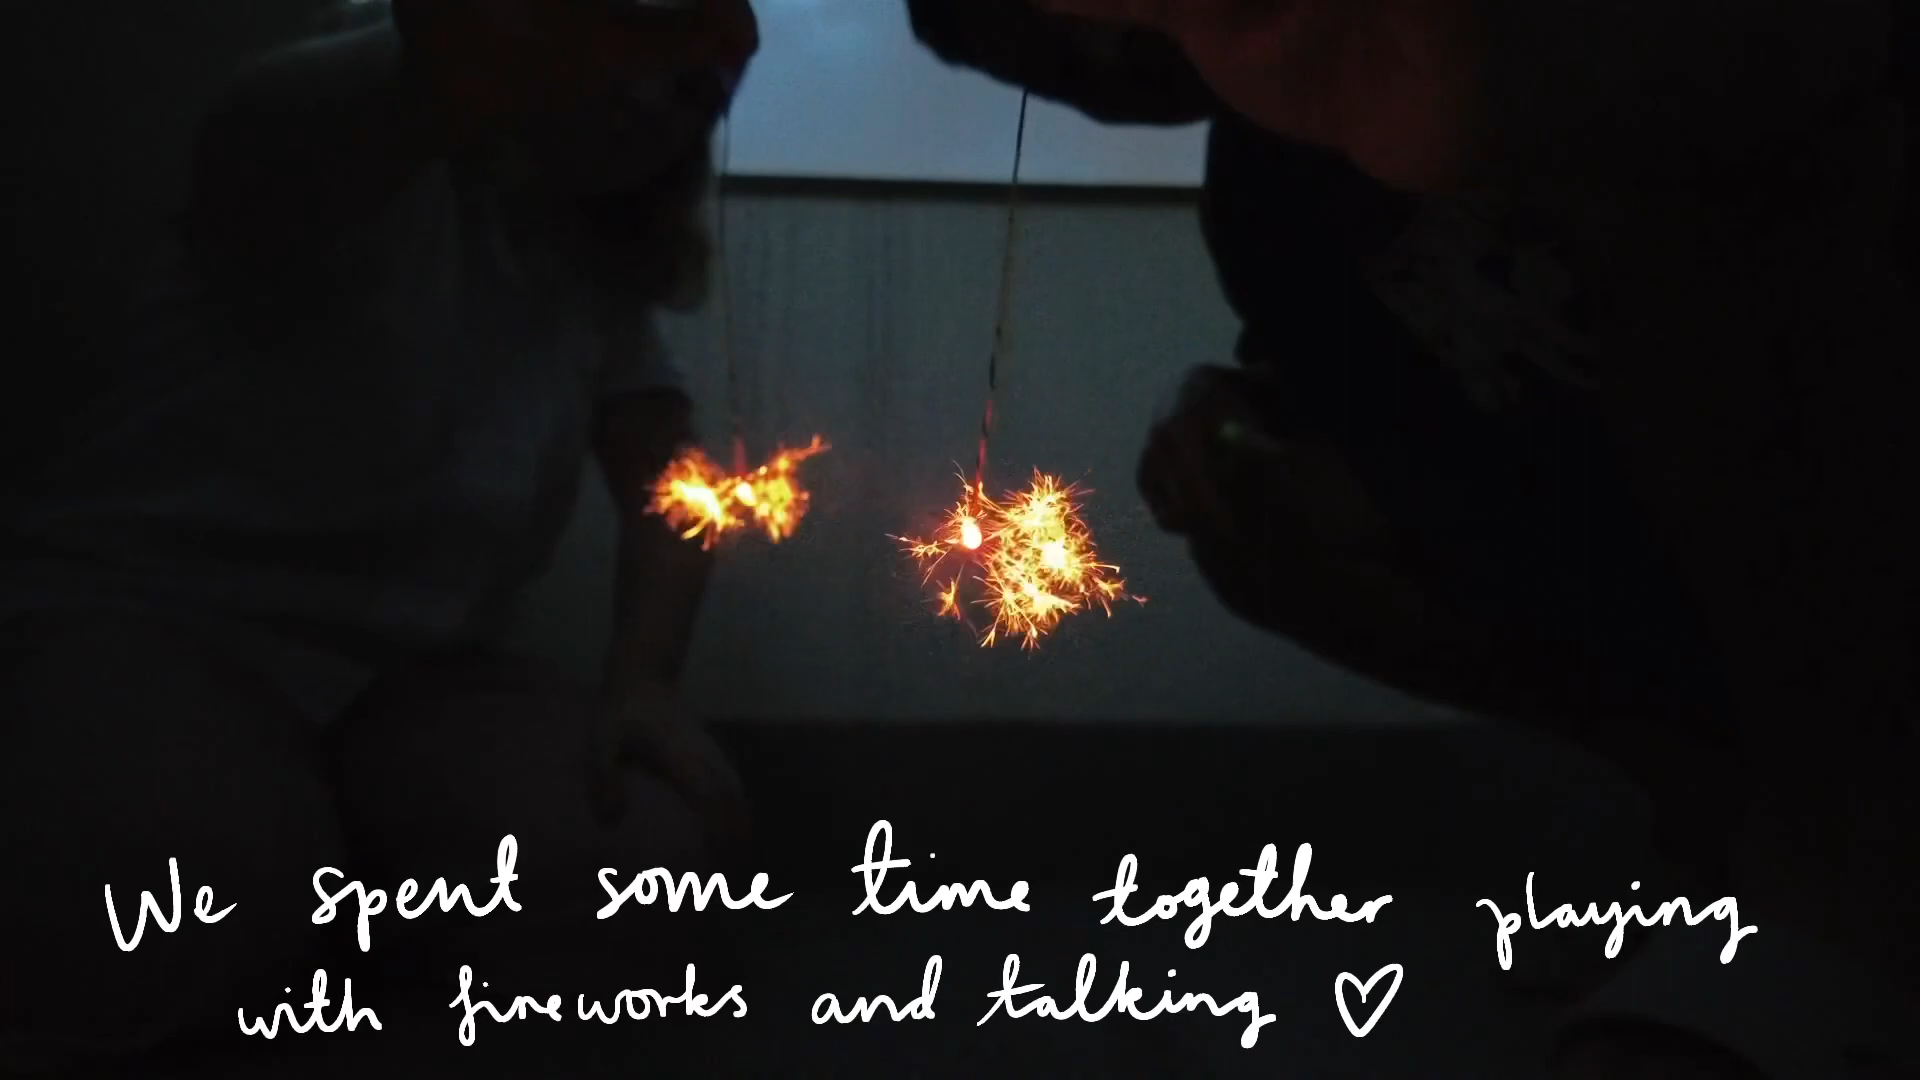 We spent some time together playing
with fireworks and talking ♡